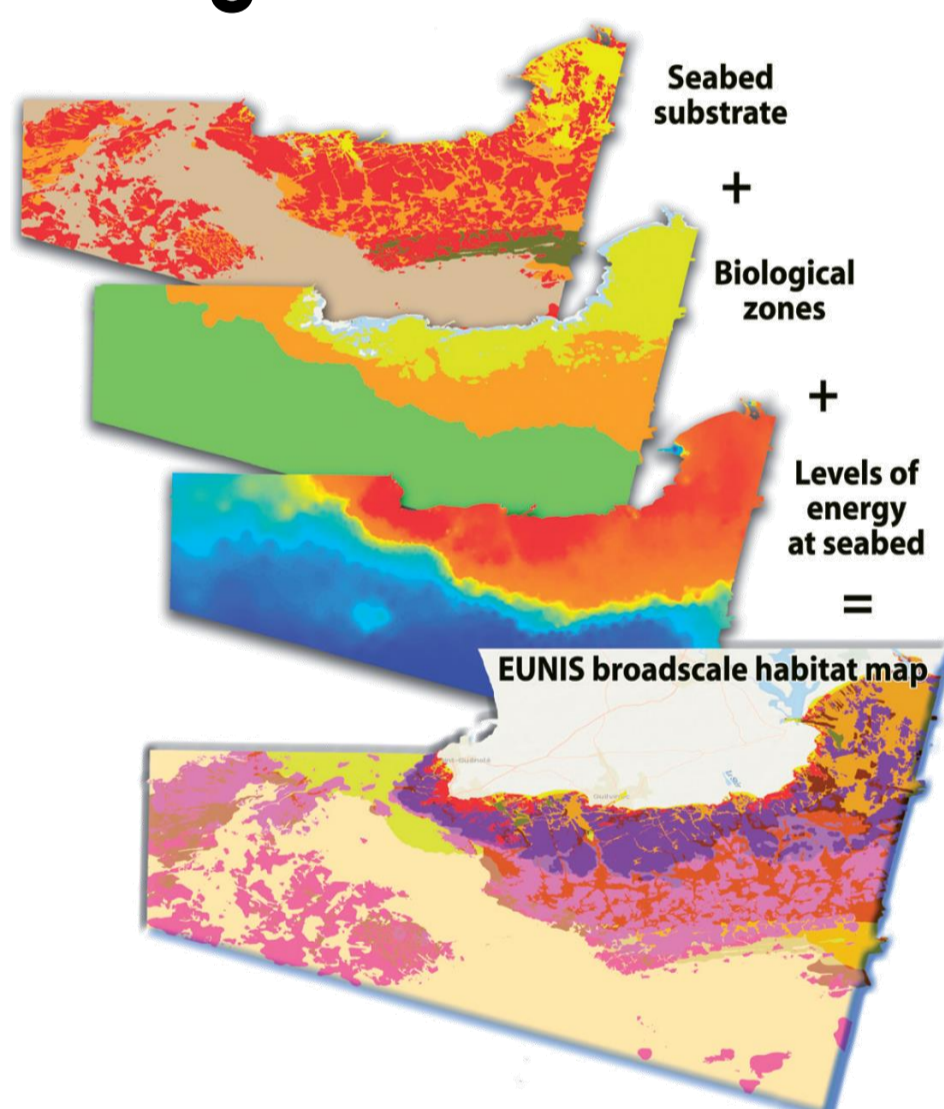 Seabed
substrate
+
Biological
zones
+
Levels of
energy
at seabed
=
EUNIS broadscale habitat map